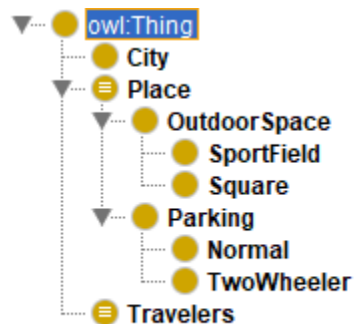 owl:Thing
City
Place
OutdoorSpace
SportField
Square
Parking
Normal
TwoWheeler
Travelers